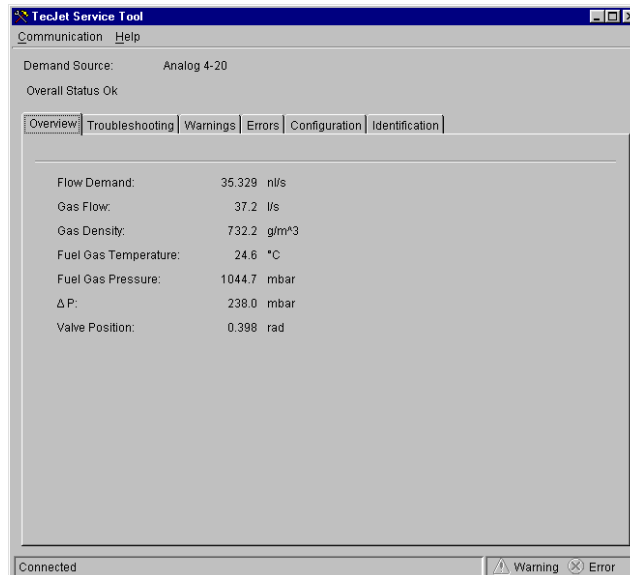 TecJet Service Tool
Communication Help
Demand Source: Analog 4-20
Overall Status Ok
Overview Troubleshooting Warnings Errors Configuration Identification
Flow Demand: 35.329 nl/s
Gas Flow: 37.2 l/s
Gas Density: 732.2 g/m^3
Fuel Gas Temperature: 24.6 °C
Fuel Gas Pressure: 1044.7 mbar
Δ P: 238.0 mbar
Valve Position: 0.398 rad
Connected Warning Error